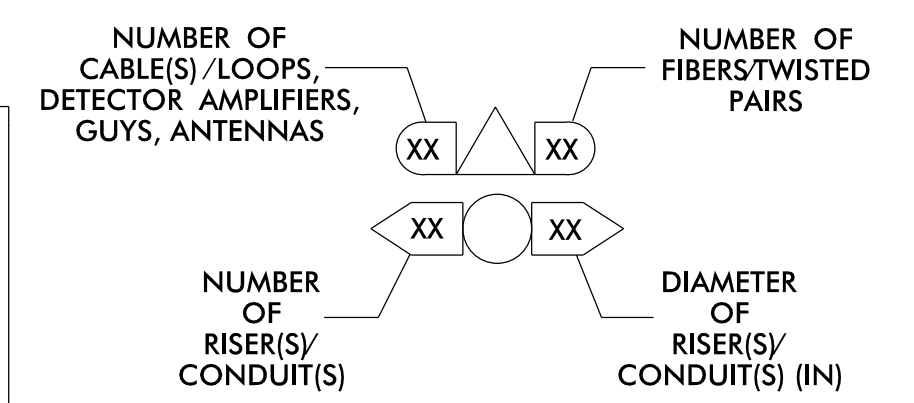 NUMBER OF
CABLE(S)/LOOPS,
DETECTOR AMPLIFIERS,
GUYS, ANTENNAS
NUMBER OF
FIBERS/TWISTED
PAIRS
XX
XX
XX
XX
NUMBER
OF
RISER(S)/
CONDUIT(S)
DIAMETER
OF
RISER(S)/
CONDUIT(S) (IN)